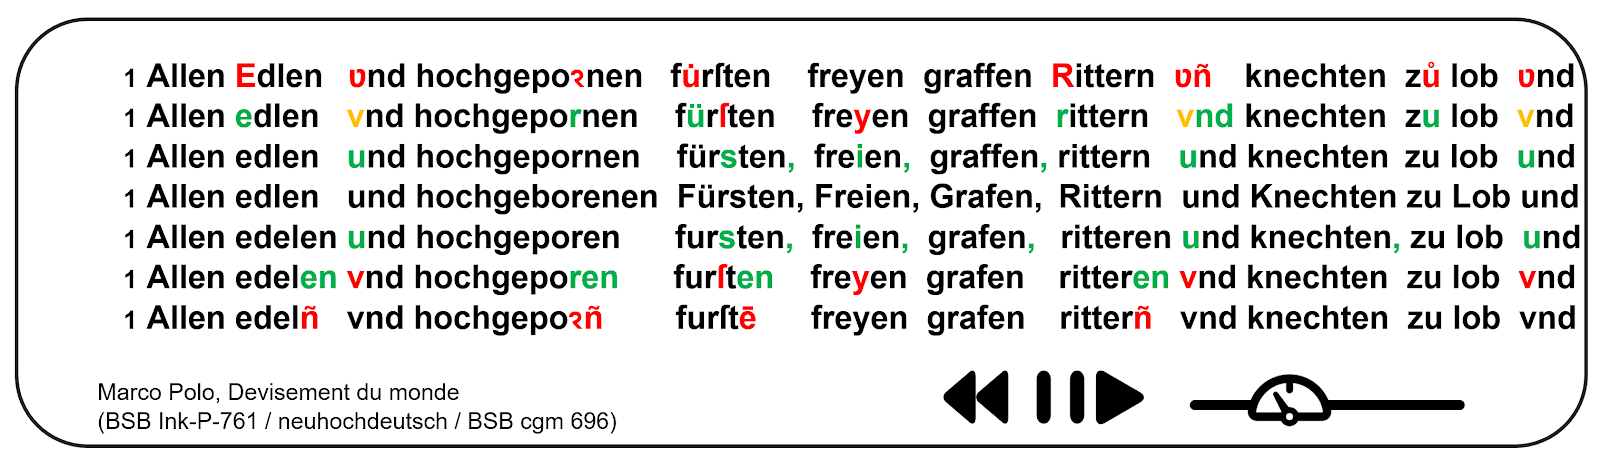 1 Allen Edlen ʋnd hochgepoꝛnen fu̇rſten freyen graffen Rittern ʋñ knechten zů lob ʋnd
1 Allen edlen vnd hochgepornen fürſten freyen graffen rittern vnd knechten zu lob vnd
1 Allen edlen und hochgepornen fürsten, freien, graffen, rittern und knechten zu lob und
1 Allen edlen und hochgeborenen Fürsten, Freien, Grafen, Rittern und Knechten zu Lob und
1 Allen edelen und hochgeporen fursten, freien, grafen, ritteren und knechten, zu lob und
1 Allen edelen vnd hochgeporen furſten freyen grafen ritteren vnd knechten zu lob vnd
1 Allen edelñ vnd hochgepoꝛñ furſtē freyen grafen ritterñ vnd knechten zu lob vnd
Marco Polo, Devisement du monde
(BSB Ink-P-761 / neuhochdeutsch / BSB cgm 696)